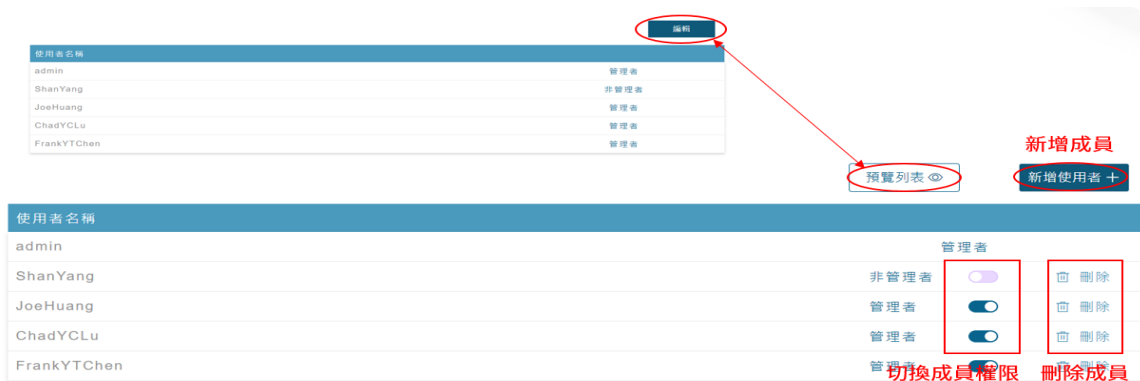 編輯
使用者名稱
admin 管理者
ShanYang 非管理者
JoeHuang 管理者
ChadYCLu 管理者
FrankYTChen 管理者
新增成員
預覽列表 新增使用者
使用者名稱
admin 管理者
ShanYang 非管理者 刪除
JoeHuang 管理者 刪除
ChadYCLu 管理者 刪除
FrankYTChen 管理者
切換成員權限 刪除成員